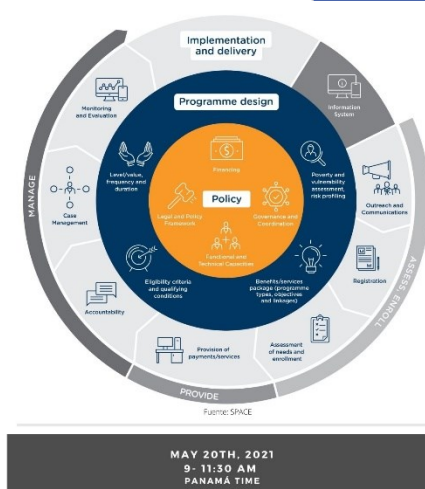 Implementation
and delivery
Information
System
Outreach and
Communications
Registration
Assessment
of needs and
enrollment
Provision of
payments/services
Accountability
Case
Management
Monitoring
and Evaluation
MANAGE
ASSESS, ENROLL
PROVIDE
Programme design
Poverty and
vulnerability
assessment,
risk profiling
Benefits/services
package (programme
types, objectives
and linkages)
Eligibility criteria
and qualifying
conditions
Level/value,
frequency and
duration
Policy
Financing
Governance and
Coordination
Functional and
Technical Capacities
Legal and Policy
Framework
Fuente: SPACE
MAY 20TH, 2021
9- 11:30 AM
PANAMÁ TIME